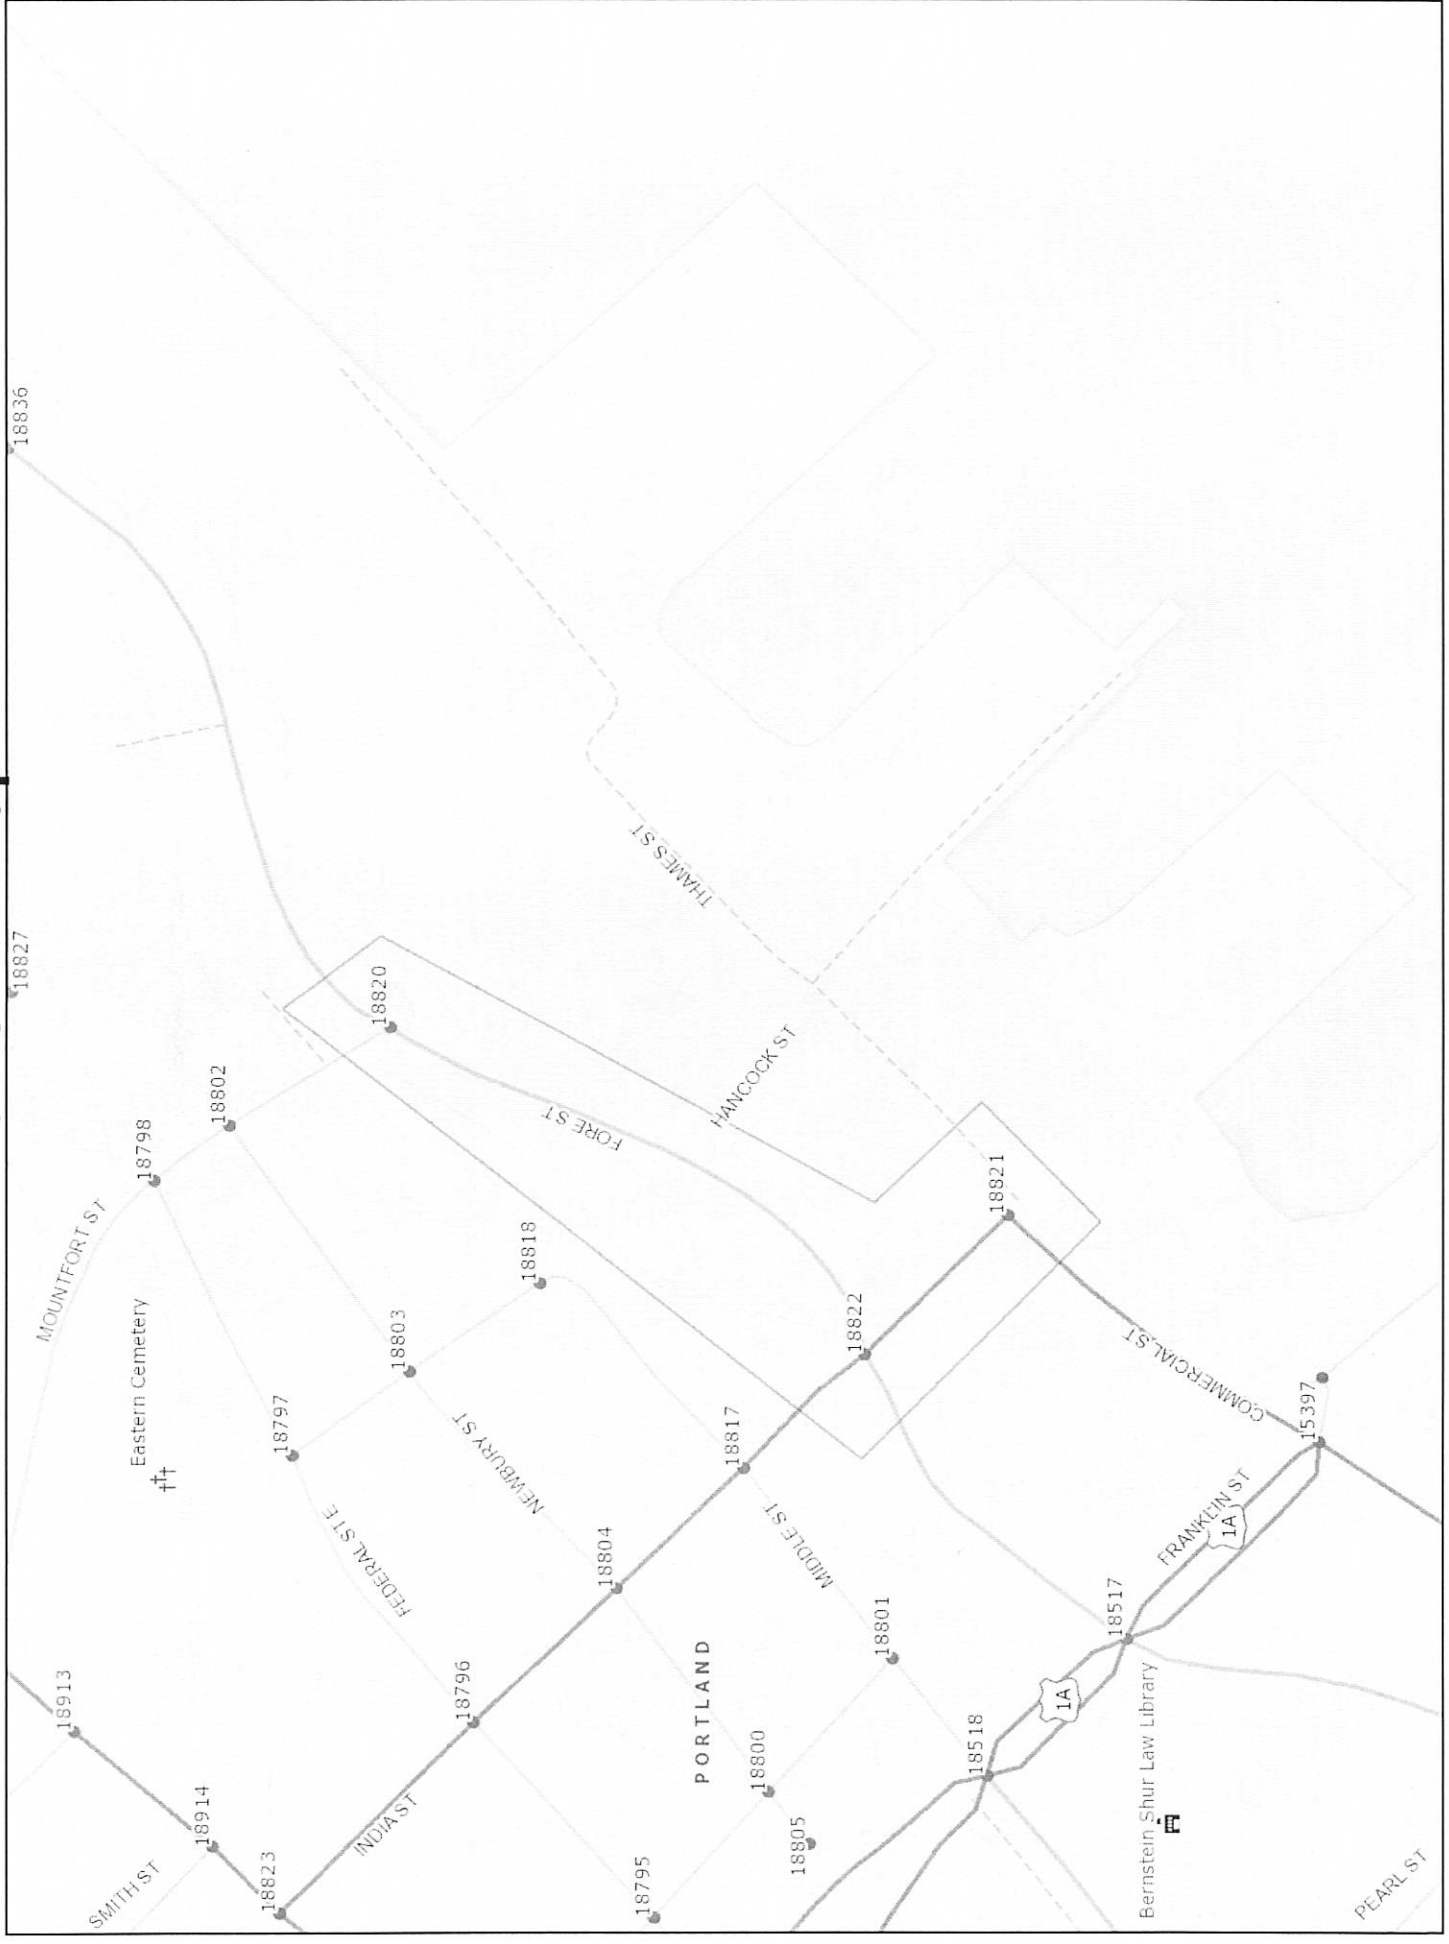 18836
18827
18820
18802
18798
MOUNTFORT ST
Eastern Cemetery
18818
18803
18797
FORE ST
THAMES ST
HANCOCK ST
18821
18822
18817
NEWBURY ST
FEDERAL ST E
18804
MIDDLE ST
COMMERCIAL ST
15397
FRANKLIN ST
1A
18517
18801
PORTLAND
18796
18913
18914
SMITH ST
18823
INDIA ST
18800
18805
18795
18518
1A
Bernstein Shur Law Library
PEARL ST